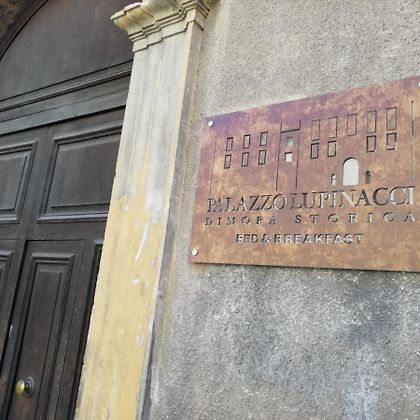 PALAZZO LUPINACCI
DIMORA STORICA
BED & BREAKFAST